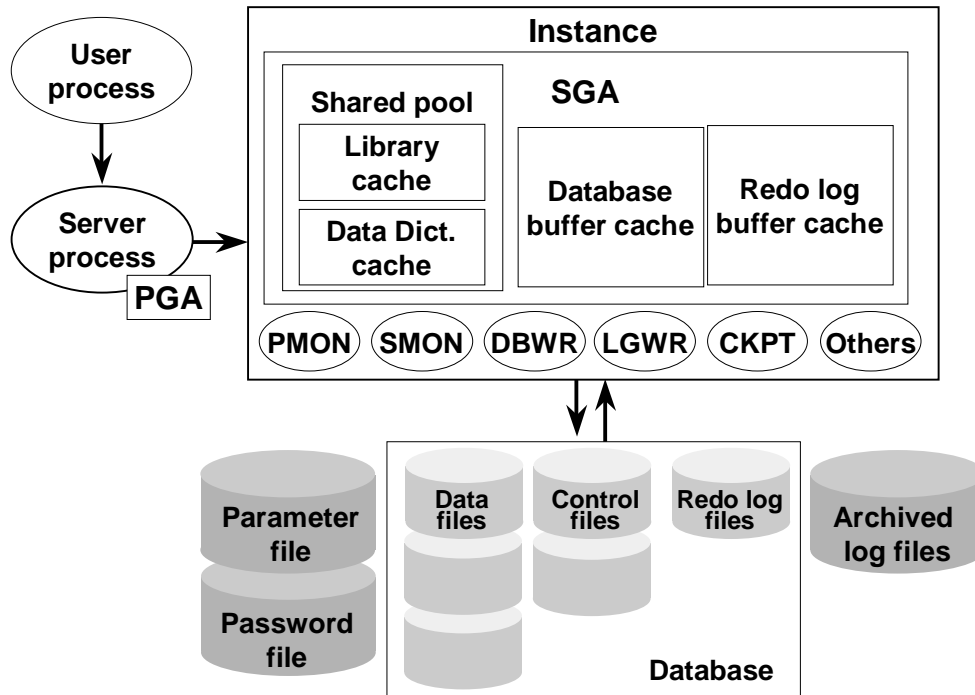 Instance
User
process
SGA
Shared pool
Library
cache
Data Dict.
cache
Database
buffer cache
Redo log
buffer cache
Server
process
PGA
PMON
SMON
DBWR
LGWR
CKPT
Others
Parameter
file
Password
file
Data
files
Control
files
Redo log
files
Archived
log files
Database